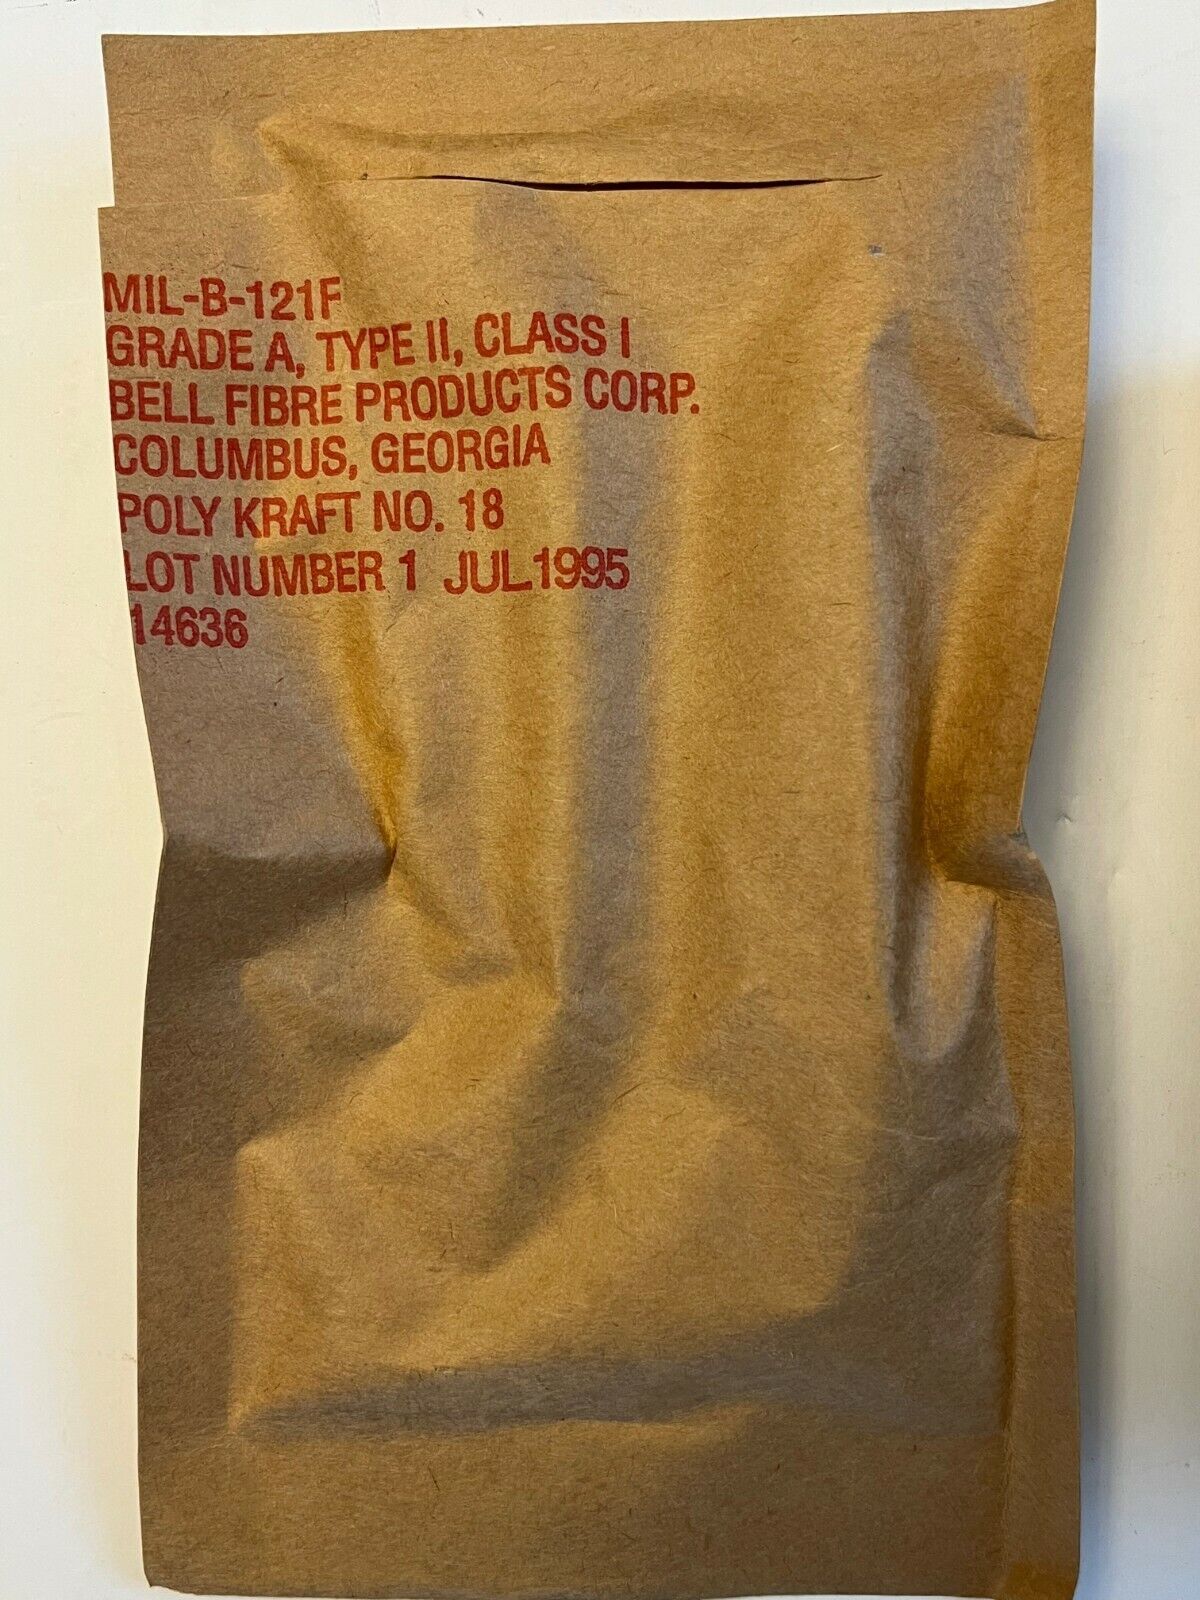 MIL-B-121F
GRADE A, TYPE II, CLASS I
BELL FIBRE PRODUCTS CORP.
COLUMBUS, GEORGIA
POLY KRAFT NO. 18
LOT NUMBER 1 JUL 1995
14636